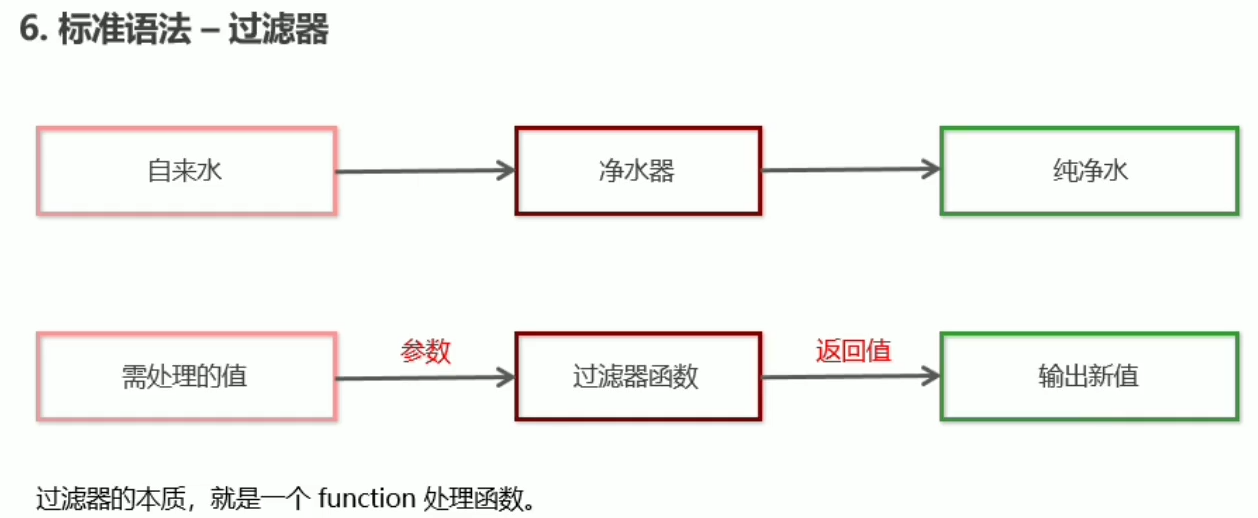 6. 标准语法 – 过滤器
自来水
净水器
纯净水
需处理的值
参数
过滤器函数
返回值
输出新值
过滤器的本质，就是一个 function 处理函数。